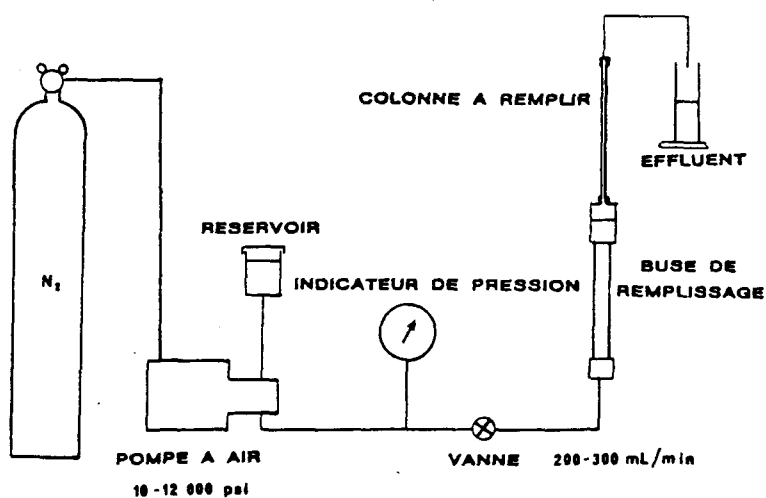 COLONNE A REMPLIR
EFFLUENT
RESERVOIR
N₂
INDICATEUR DE PRESSION
BUSE DE
REMPLISSAGE
POMPE A AIR
10-12 000 psi
VANNE
200-300 mL/min